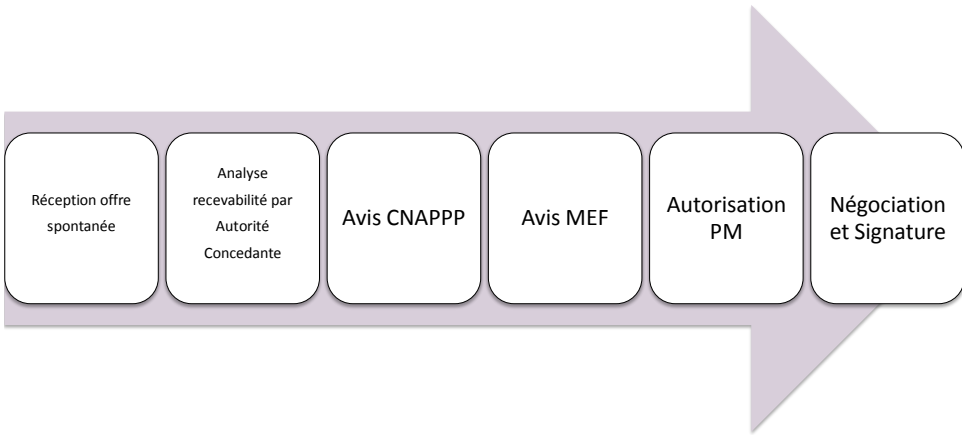 Réception offre
spontanée
Analyse
recevabilité par
Autorité
Concedante
Avis CNAPPP
Avis MEF
Autorisation
PM
Négociation
et Signature